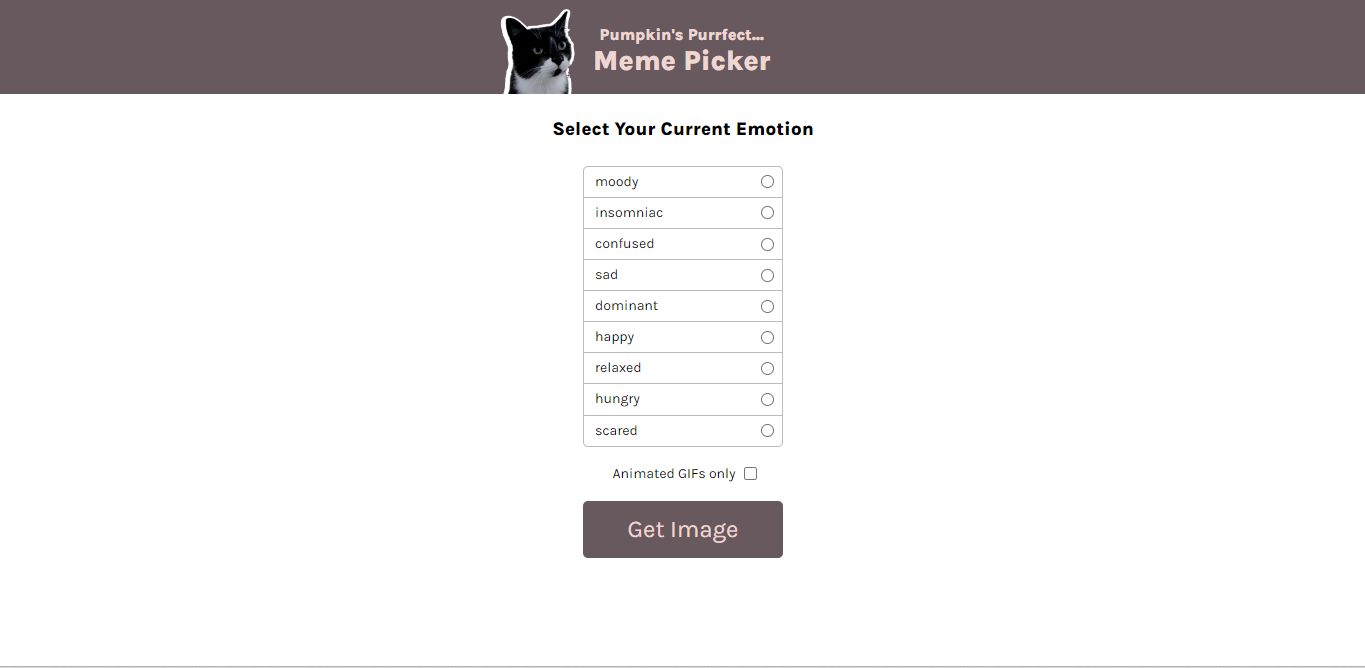 Pumpkin's Purrfect...
Meme Picker
Select Your Current Emotion
moody
insomniac
confused
sad
dominant
happy
relaxed
hungry
scared
Animated GIFs only
Get Image